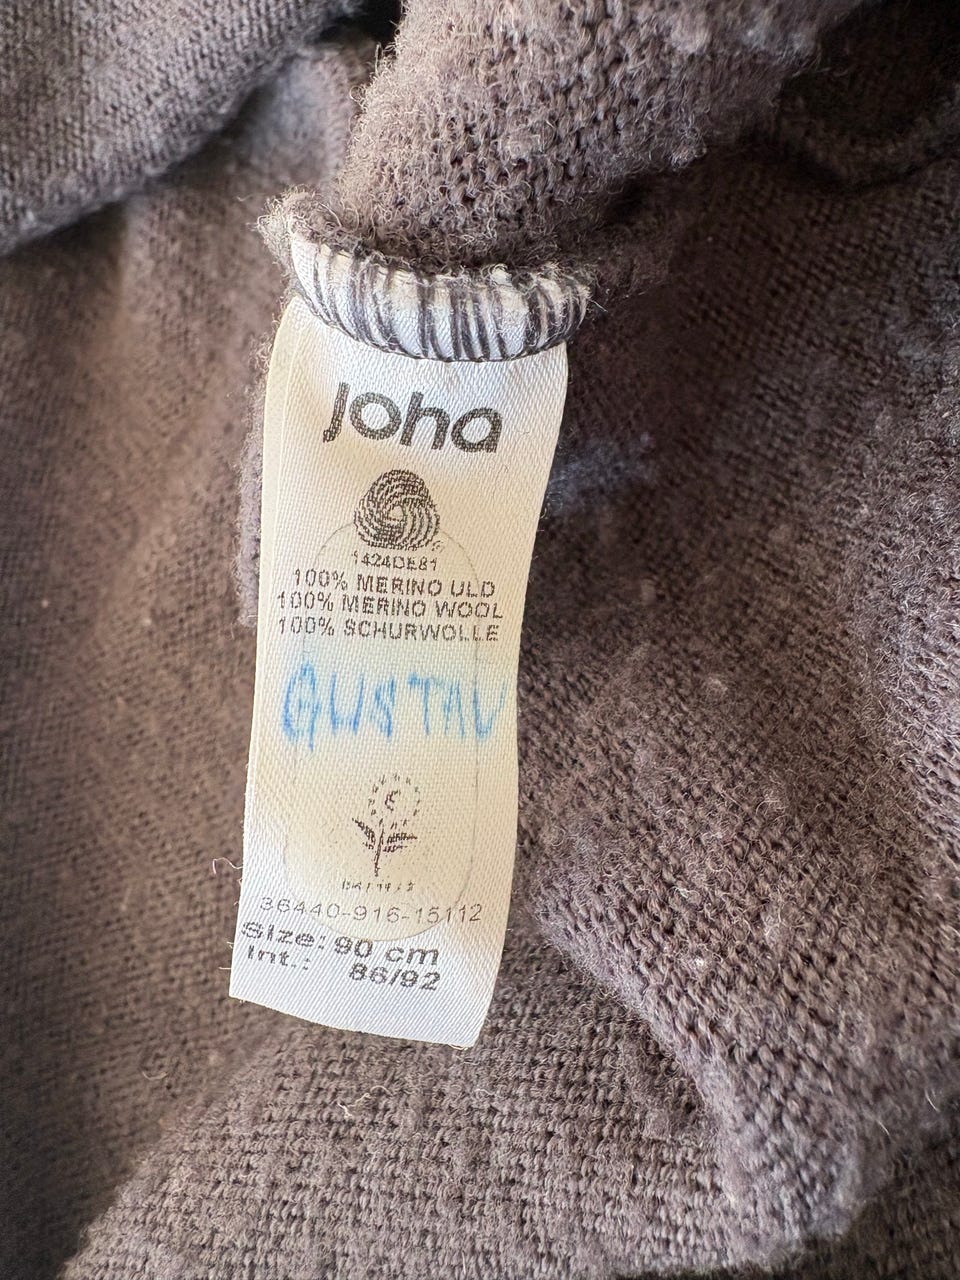 joha
1424DE81
100% MERINO ULD
100% MERINO WOOL
100% SCHURWOLLE
GUSTAV
36440-916-15112
Size: 90 cm
Int.: 86/92